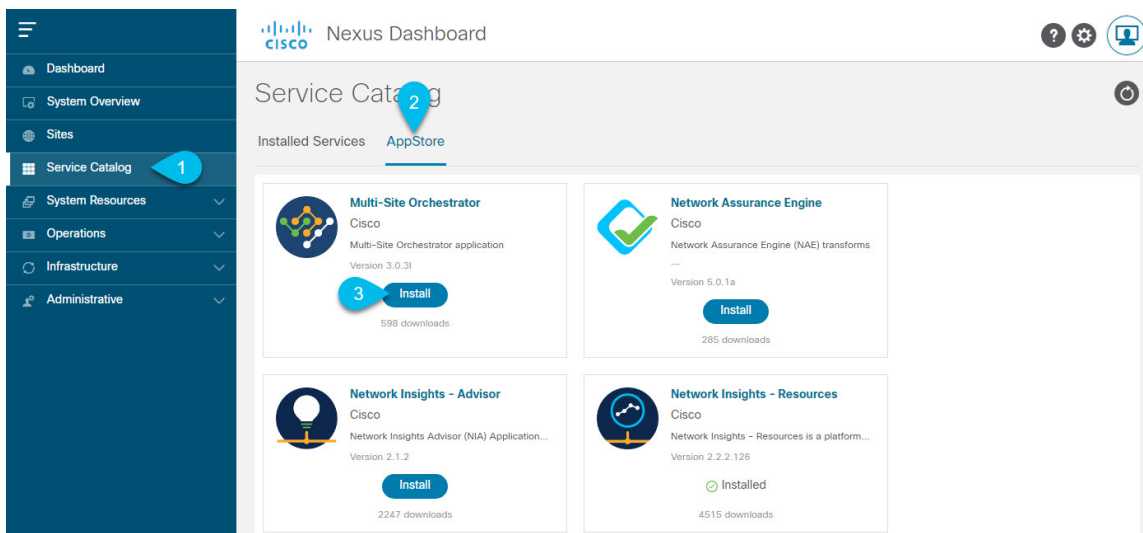 CISCO
Nexus Dashboard
?
Dashboard
System Overview
Sites
Service Catalog
1
System Resources
Operations
Infrastructure
Administrative
Service Catalog
2
Installed Services
AppStore
Multi-Site Orchestrator
Cisco
Multi-Site Orchestrator application
Version 3.0.3l
3
Install
598 downloads
Network Assurance Engine
Cisco
Network Assurance Engine (NAE) transforms
...
Version 5.0.1a
Install
285 downloads
Network Insights - Advisor
Cisco
Network Insights Advisor (NIA) Application...
Version 2.1.2
Install
2247 downloads
Network Insights - Resources
Cisco
Network Insights - Resources is a platform...
Version 2.2.2.126
Installed
4515 downloads